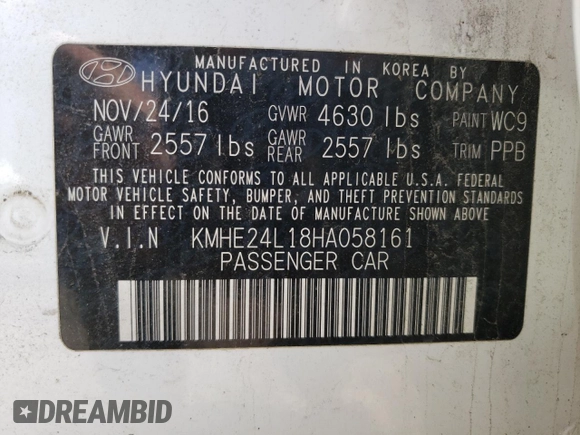 MANUFACTURED IN KOREA BY
HYUNDAI MOTOR COMPANY
NOV/24/16 GVWR 4630 lbs PAINT WC9
GAWR FRONT 2557 lbs GAWR REAR 2557 lbs TRIM PPB
THIS VEHICLE CONFORMS TO ALL APPLICABLE U.S.A. FEDERAL
MOTOR VEHICLE SAFETY, BUMPER, AND THEFT PREVENTION STANDARDS
IN EFFECT ON THE DATE OF MANUFACTURE SHOWN ABOVE
V.I.N KMHE24L18HA058161
PASSENGER CAR
DREAMBID